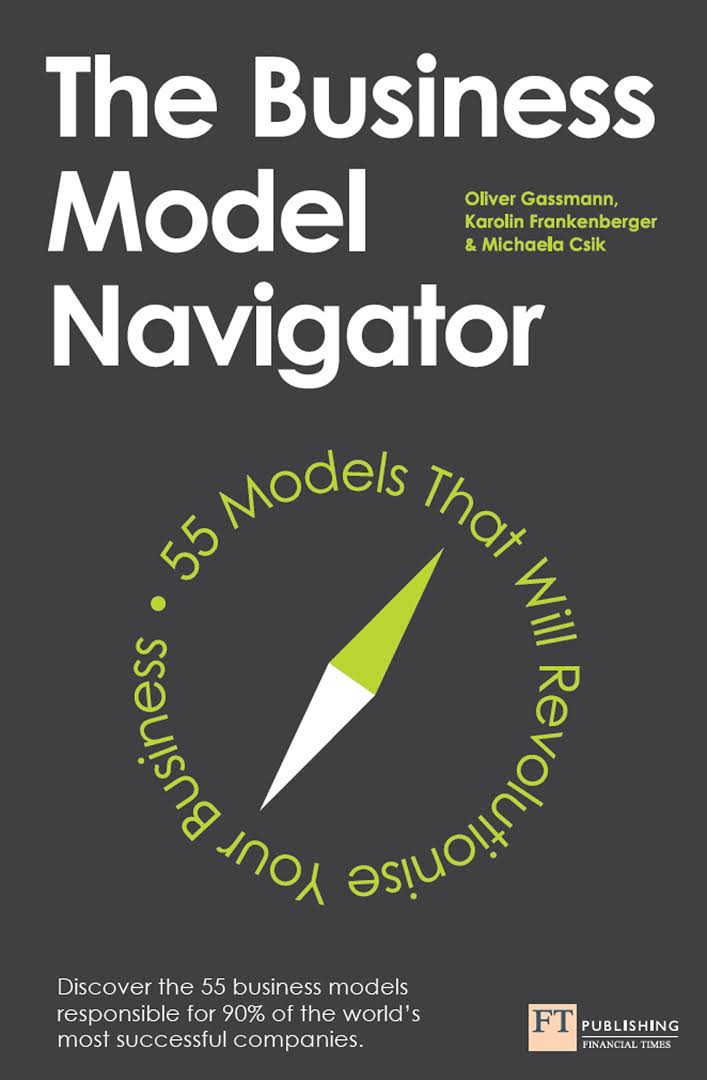 The Business
Model
Navigator
Oliver Gassmann,
Karolin Frankenberger
& Michaela Csik
• 55 Models That Will Revolutionise Your Business
Discover the 55 business models
responsible for 90% of the world's
most successful companies.
FT PUBLISHING
FINANCIAL TIMES